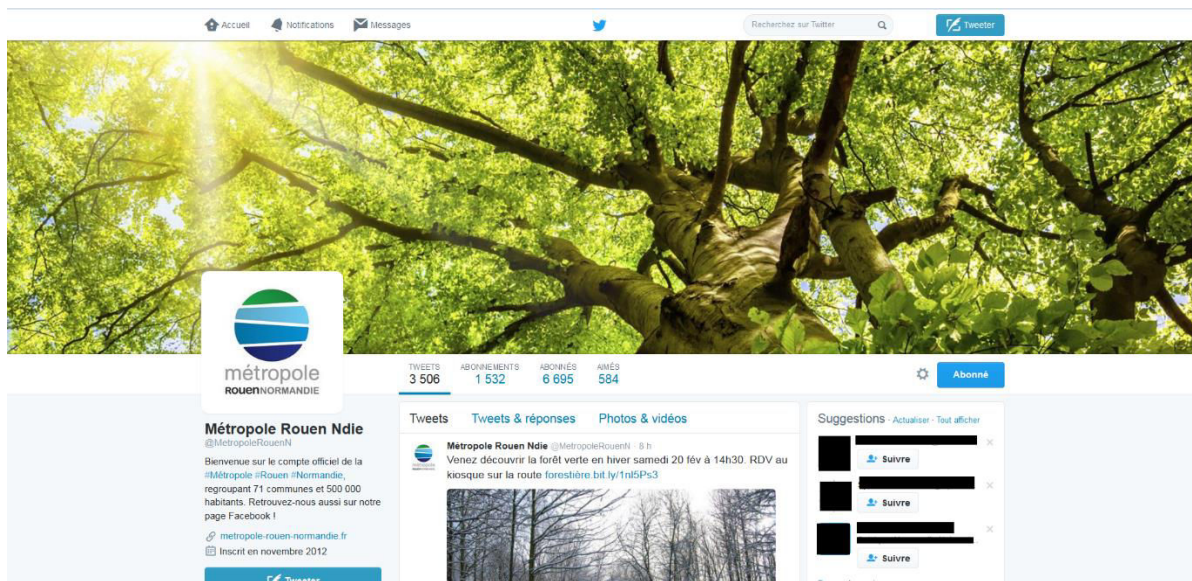 Accueil Notifications Messages
Recherchez sur Twitter
Tweeter
métropole
ROUENNORMANDIE
TWEETS ABONNEMENTS ABONNÉS AIMÉS
3 506 1 532 6 695 584
Abonné
Métropole Rouen Ndie
@MetropoleRouenN
Bienvenue sur le compte officiel de la
#Métropole #Rouen #Normandie,
regroupant 71 communes et 500 000
habitants. Retrouvez-nous aussi sur notre
page Facebook !
metropole-rouen-normandie.fr
Inscrit en novembre 2012
Tweeter
Tweets Tweets & réponses Photos & vidéos
Métropole Rouen Ndie @MetropoleRouenN · 8 h
Venez découvrir la forêt verte en hiver samedi 20 fév à 14h30. RDV au
kiosque sur la route forestière.bit.ly/1nI5Ps3
Suggestions · Actualiser · Tout afficher
Suivre
Suivre
Suivre